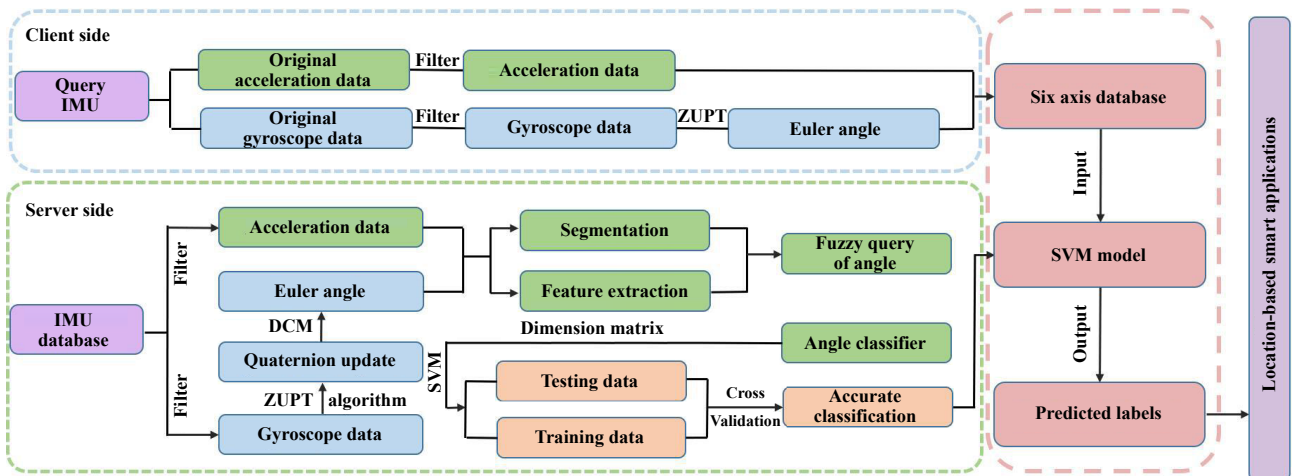 Client side
Query
IMU
Original
acceleration data
Filter
Acceleration data
Original
gyroscope data
Filter
Gyroscope data
ZUPT
Euler angle
Six axis database
Input
SVM model
Output
Predicted labels
Location-based smart applications
Server side
IMU
database
Filter
Filter
Acceleration data
Euler angle
DCM
Quaternion update
ZUPT algorithm
Gyroscope data
Segmentation
Feature extraction
Fuzzy query
of angle
Dimension matrix
Angle classifier
SVM
Testing data
Training data
Cross
Validation
Accurate
classification